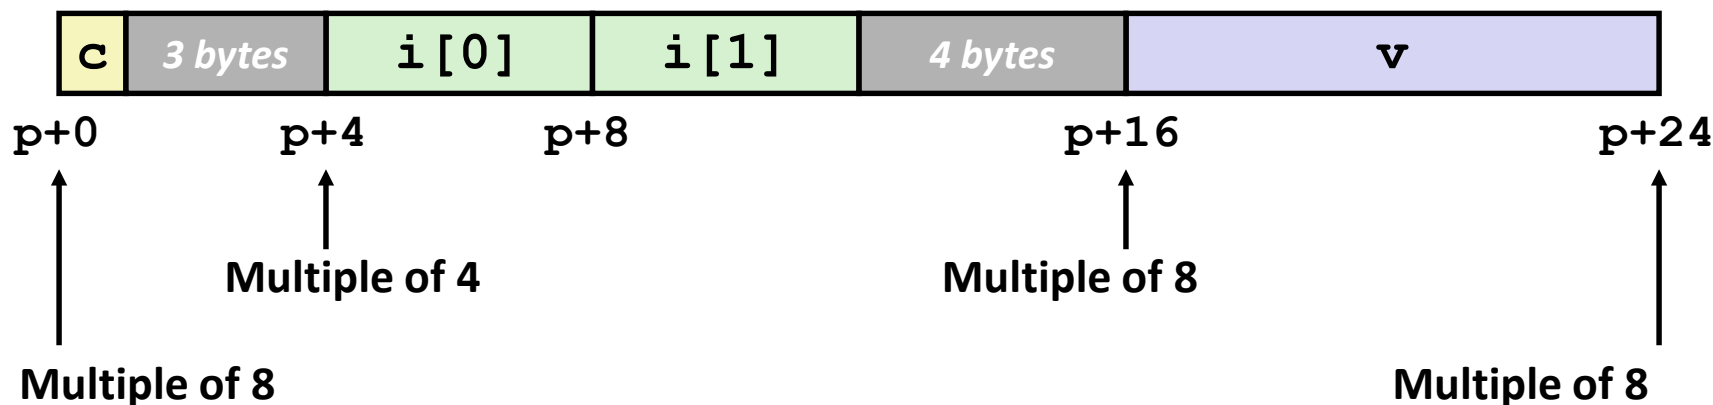 c 3 bytes i[0] i[1] 4 bytes v
p+0 p+4 p+8 p+16 p+24
Multiple of 4 Multiple of 8
Multiple of 8 Multiple of 8